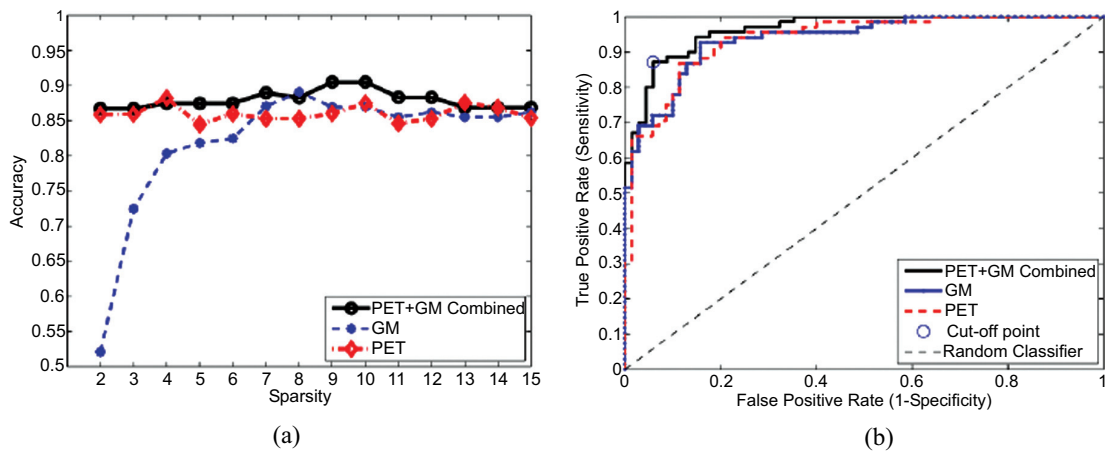 1
0.95
0.9
0.85
0.8
0.75
0.7
0.65
0.6
0.55
0.5
Accuracy
2 3 4 5 6 7 8 9 10 11 12 13 14 15
Sparsity
PET+GM Combined
GM
PET
(a)
1
0.9
0.8
0.7
0.6
0.5
0.4
0.3
0.2
0.1
0
True Positive Rate (Sensitivity)
0 0.2 0.4 0.6 0.8 1
False Positive Rate (1-Specificity)
PET+GM Combined
GM
PET
Cut-off point
Random Classifier
(b)